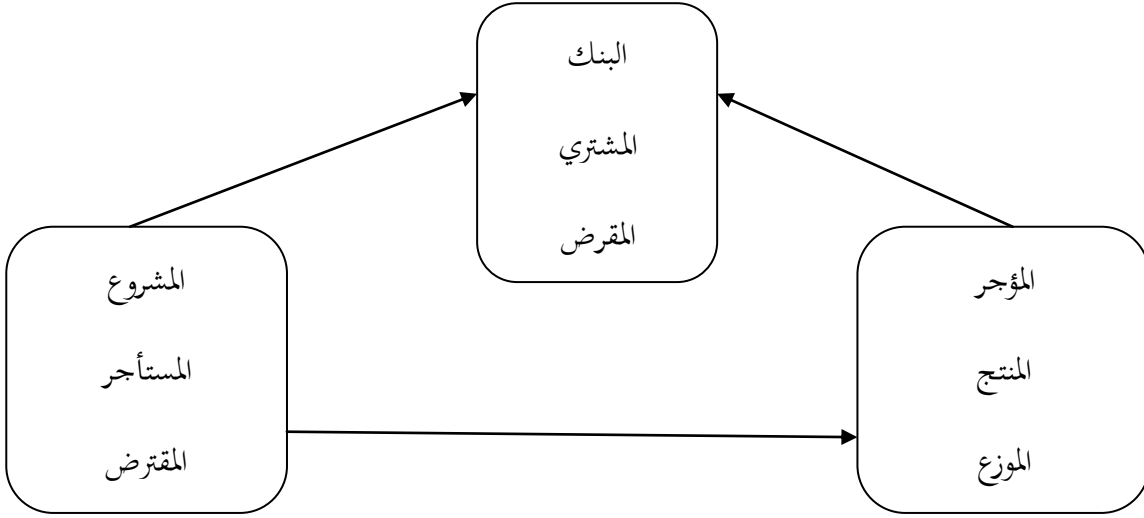 البنك
المشتري
المقرض
المؤجر
المنتج
الموزع
المشروع
المستأجر
المقترض